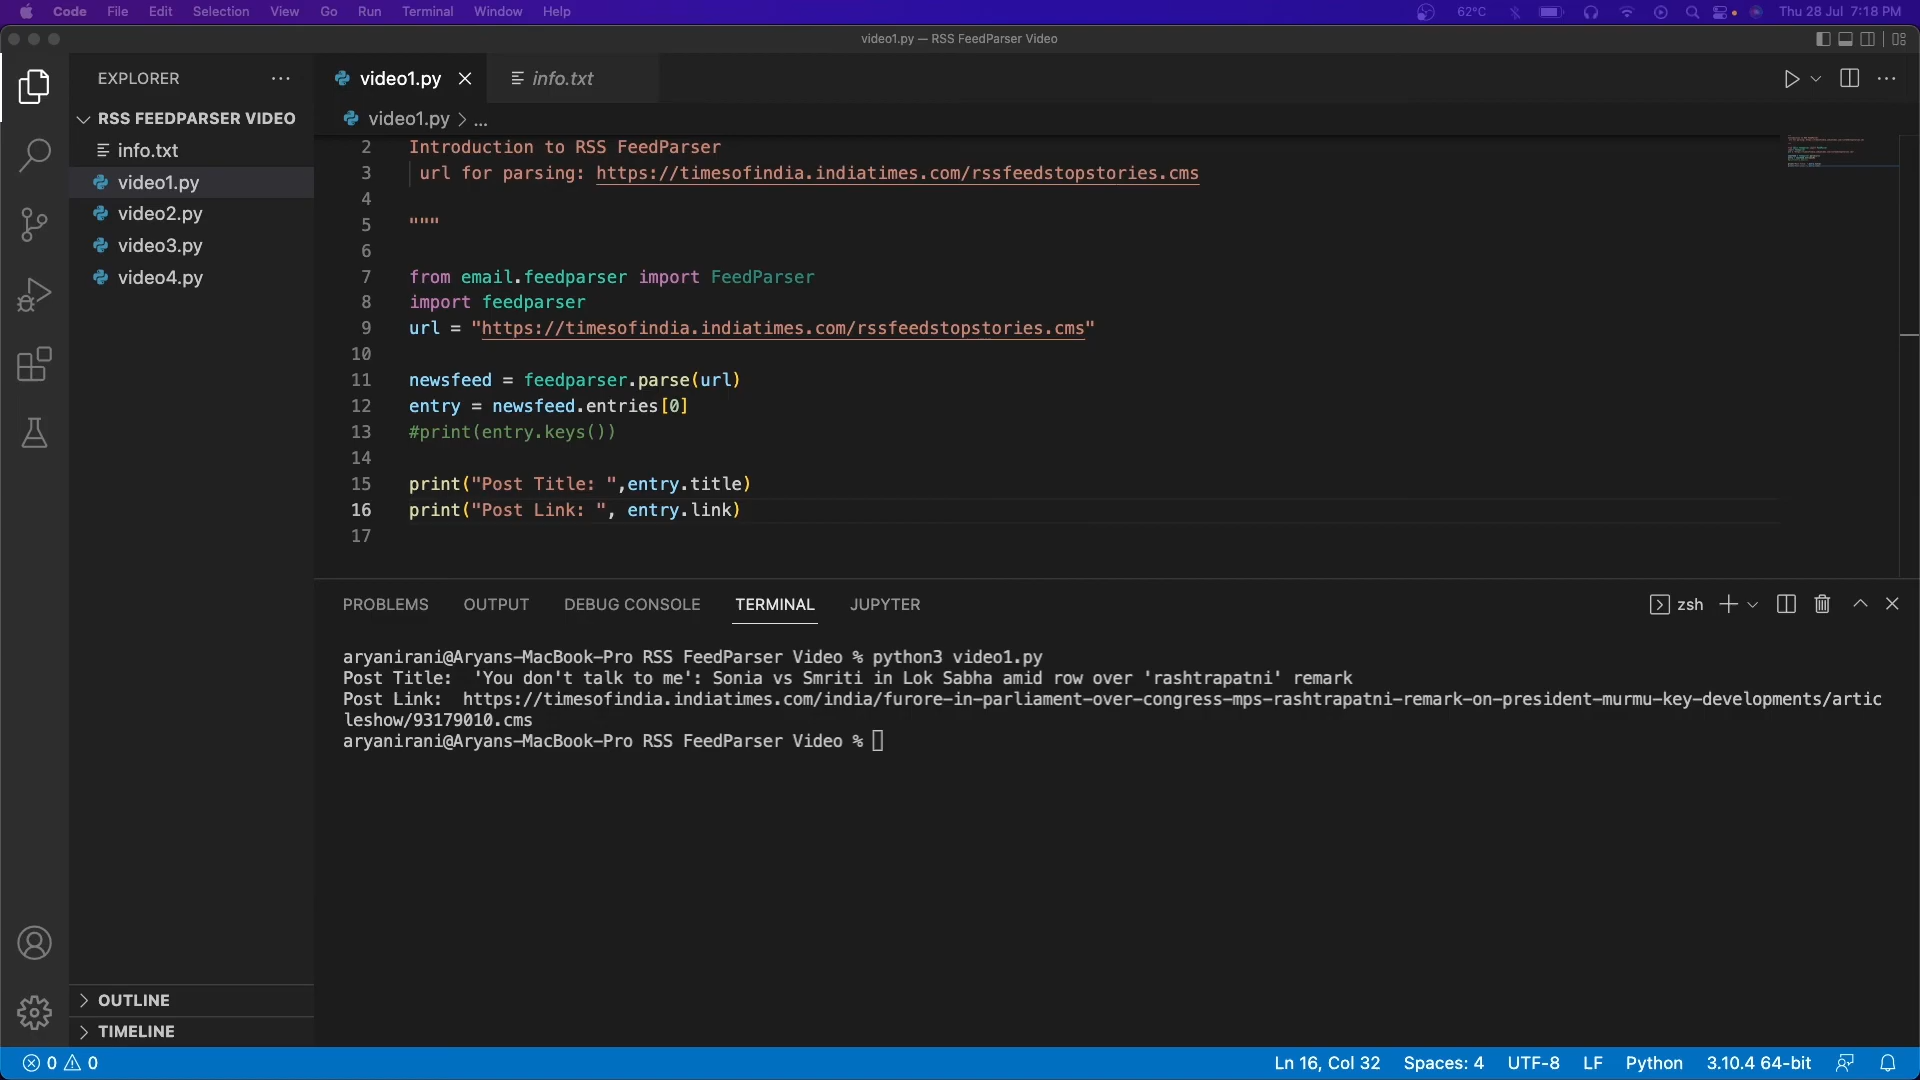 Code File Edit Selection View Go Run Terminal Window Help 62°C Thu 28 Jul 7:18 PM
video1.py — RSS FeedParser Video
EXPLORER
video1.py
info.txt
RSS FEEDPARSER VIDEO
video1.py > ...
info.txt
video1.py
video2.py
video3.py
video4.py
2 Introduction to RSS FeedParser
3 url for parsing: https://timesofindia.indiatimes.com/rssfeedstopstories.cms
4
5 """
6
7 from email.feedparser import FeedParser
8 import feedparser
9 url = "https://timesofindia.indiatimes.com/rssfeedstopstories.cms"
10
11 newsfeed = feedparser.parse(url)
12 entry = newsfeed.entries[0]
13 #print(entry.keys())
14
15 print("Post Title: ",entry.title)
16 print("Post Link: ", entry.link)
17
PROBLEMS OUTPUT DEBUG CONSOLE TERMINAL JUPYTER zsh
aryanirani@Aryans-MacBook-Pro RSS FeedParser Video % python3 video1.py
Post Title:  'You don't talk to me': Sonia vs Smriti in Lok Sabha amid row over 'rashtrapatni' remark
Post Link:  https://timesofindia.indiatimes.com/india/furore-in-parliament-over-congress-mps-rashtrapatni-remark-on-president-murmu-key-developments/artic
leshow/93179010.cms
aryanirani@Aryans-MacBook-Pro RSS FeedParser Video %
OUTLINE
TIMELINE
0 0 Ln 16, Col 32 Spaces: 4 UTF-8 LF Python 3.10.4 64-bit